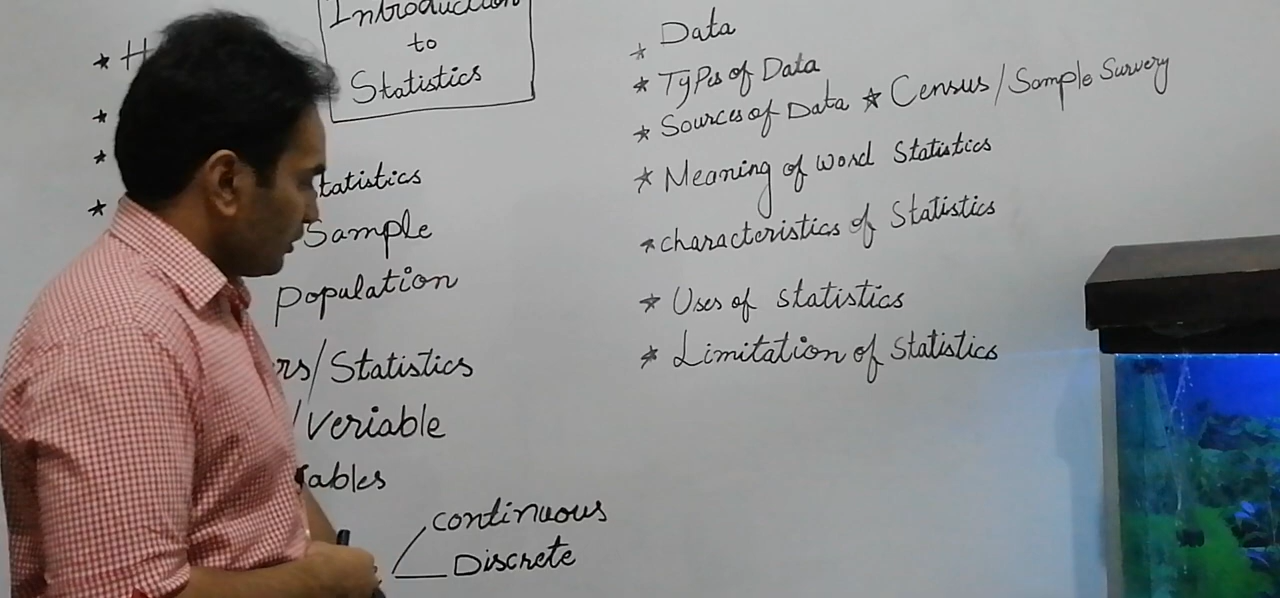 Introduction
to
Statistics
* H
*
*
tatistics
*
Sample
Population
rs/Statistics
/Veriable
ables
continuous
Discrete
* Data
* Types of Data
* Sources of Data * Census/Sample Survery
* Meaning of word Statistics
* characteristics of Statistics
* Uses of Statistics
* Limitation of Statistics